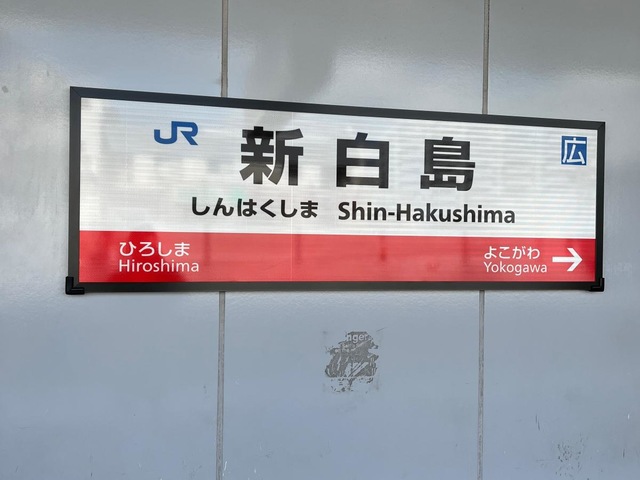 JR 新白島 広
しんはくしま Shin-Hakushima
ひろしま よこがわ
Hiroshima Yokogawa →